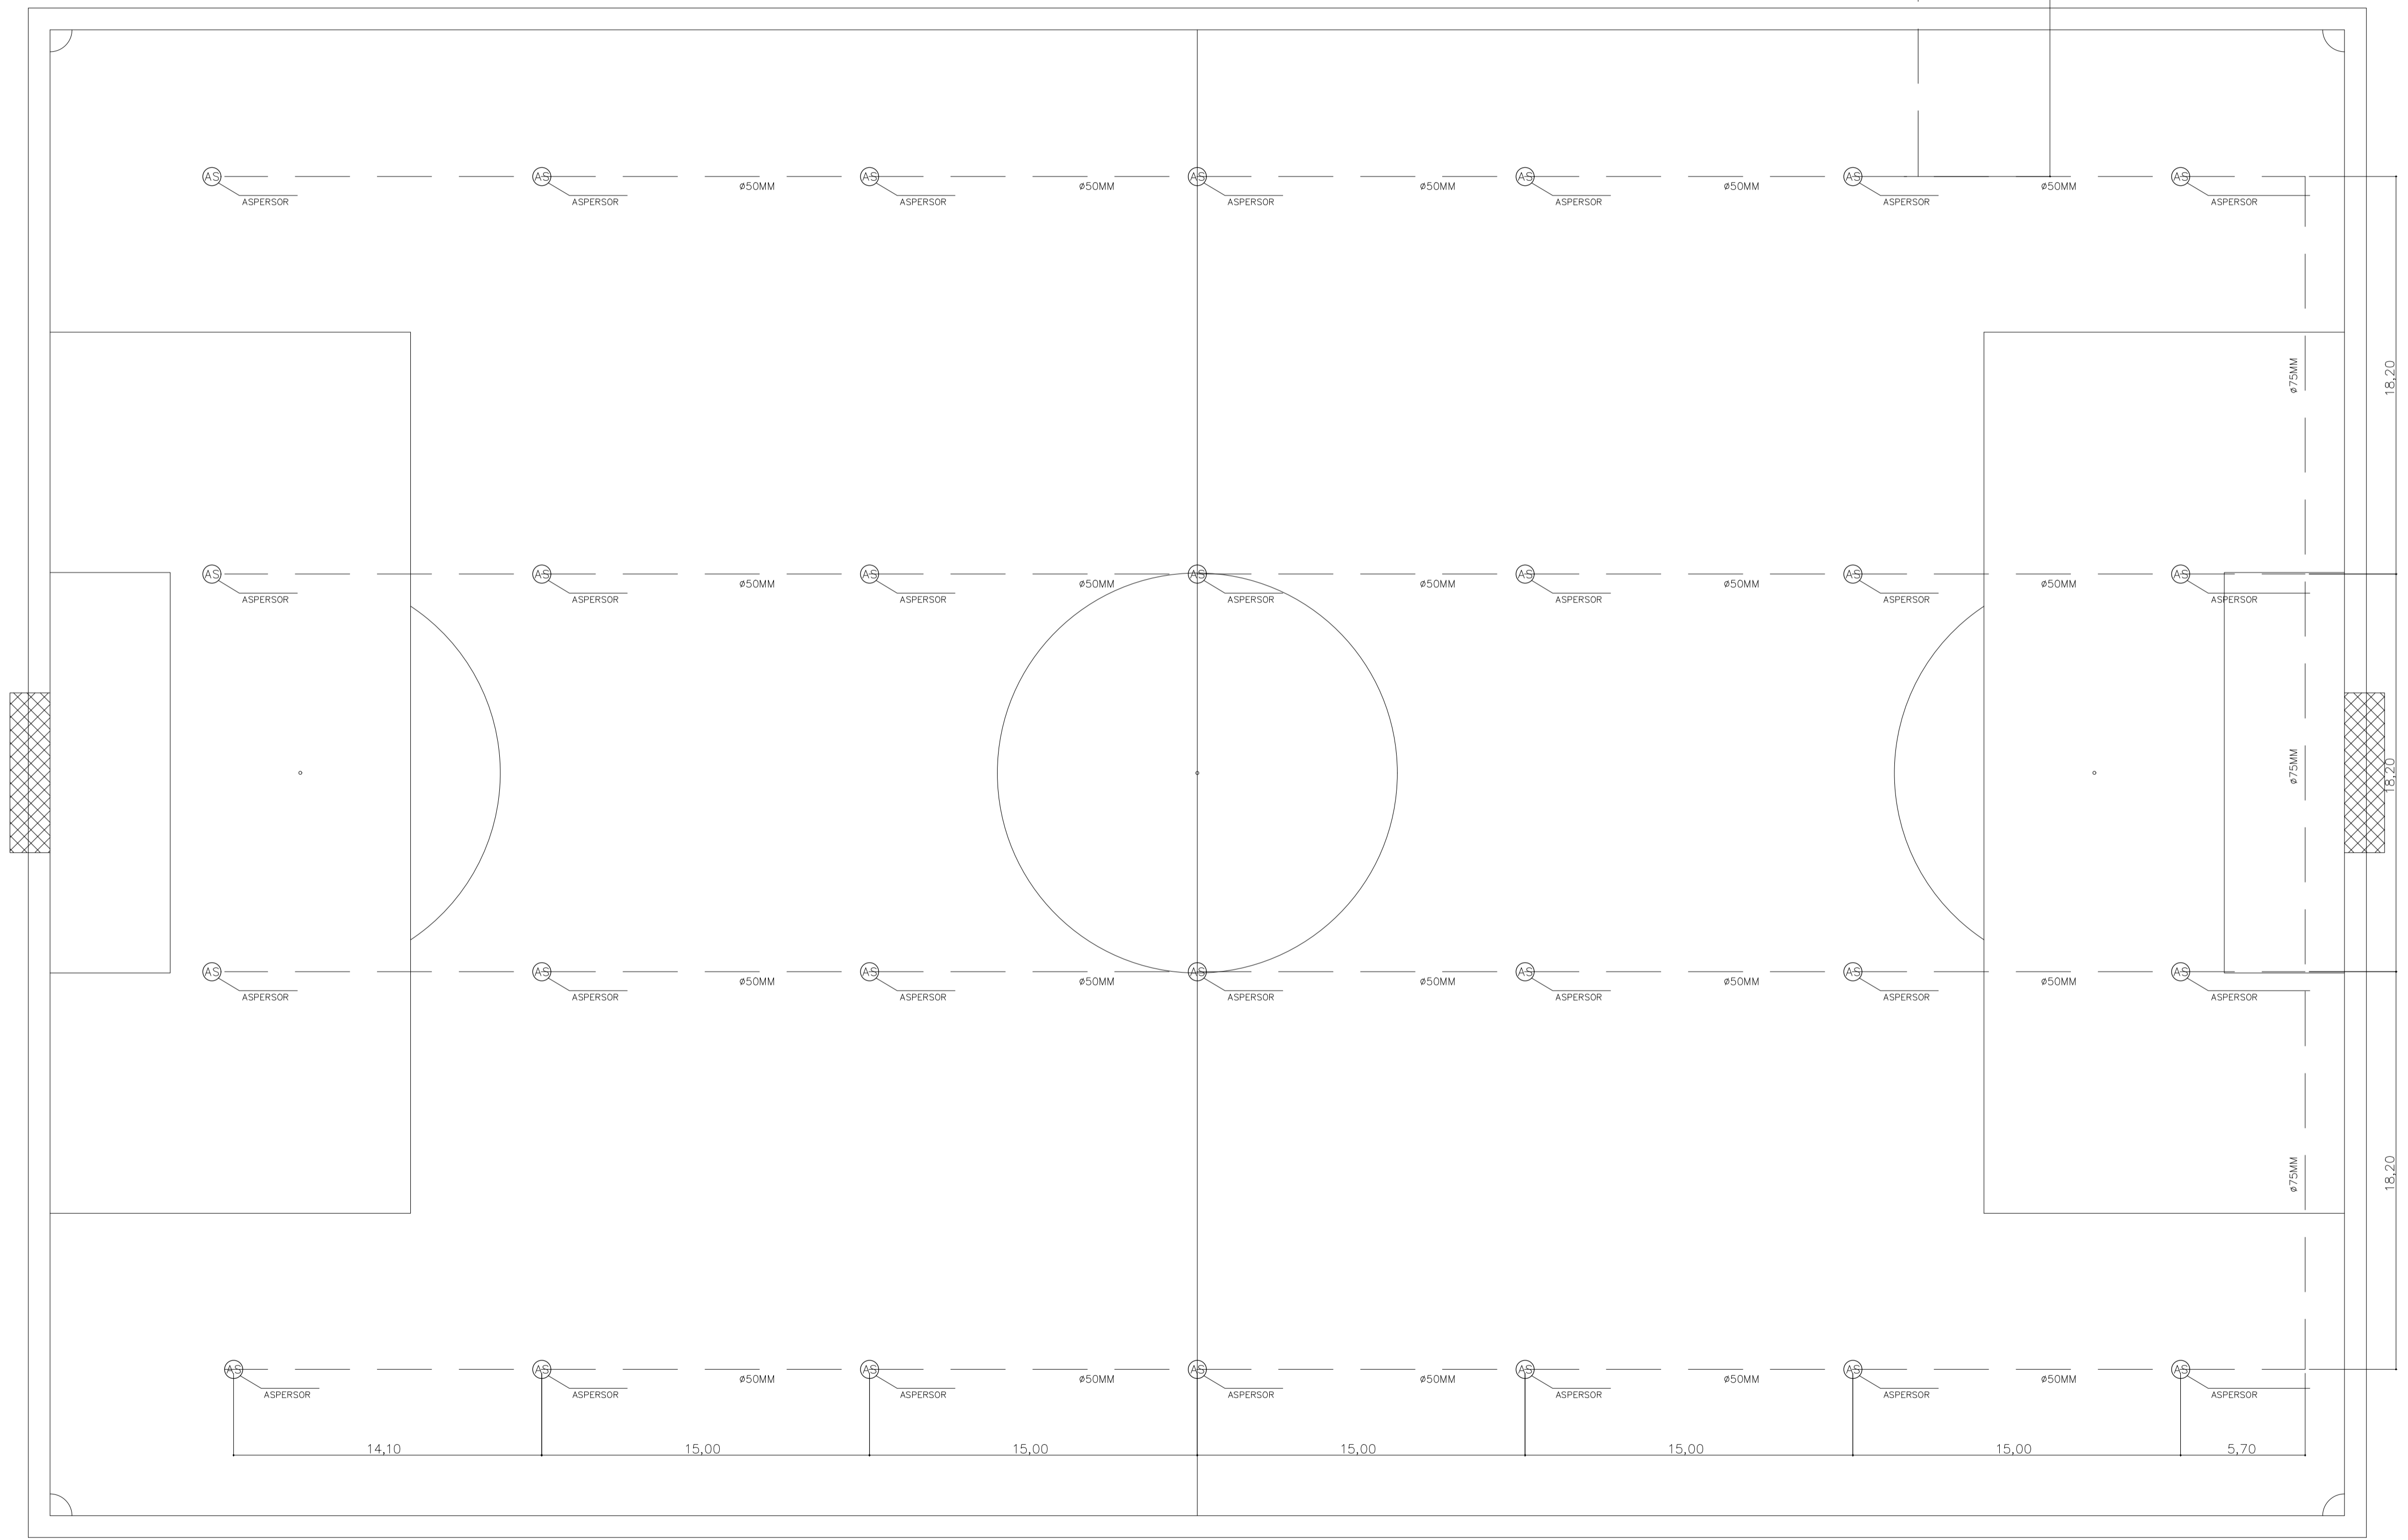 AS AS AS AS AS AS AS
ø50MM ø50MM ø50MM ø50MM ø50MM
ASPERSOR ASPERSOR ASPERSOR ASPERSOR ASPERSOR ASPERSOR ASPERSOR
ø75MM
18,20
AS AS AS AS AS AS AS
ø50MM ø50MM ø50MM ø50MM ø50MM
ASPERSOR ASPERSOR ASPERSOR ASPERSOR ASPERSOR ASPERSOR ASPERSOR
ø75MM
18,20
AS AS AS AS AS AS AS
ø50MM ø50MM ø50MM ø50MM ø50MM
ASPERSOR ASPERSOR ASPERSOR ASPERSOR ASPERSOR ASPERSOR ASPERSOR
ø75MM
18,20
AS AS AS AS AS AS AS
ø50MM ø50MM ø50MM ø50MM ø50MM
ASPERSOR ASPERSOR ASPERSOR ASPERSOR ASPERSOR ASPERSOR ASPERSOR
14,10 15,00 15,00 15,00 15,00 15,00 5,70